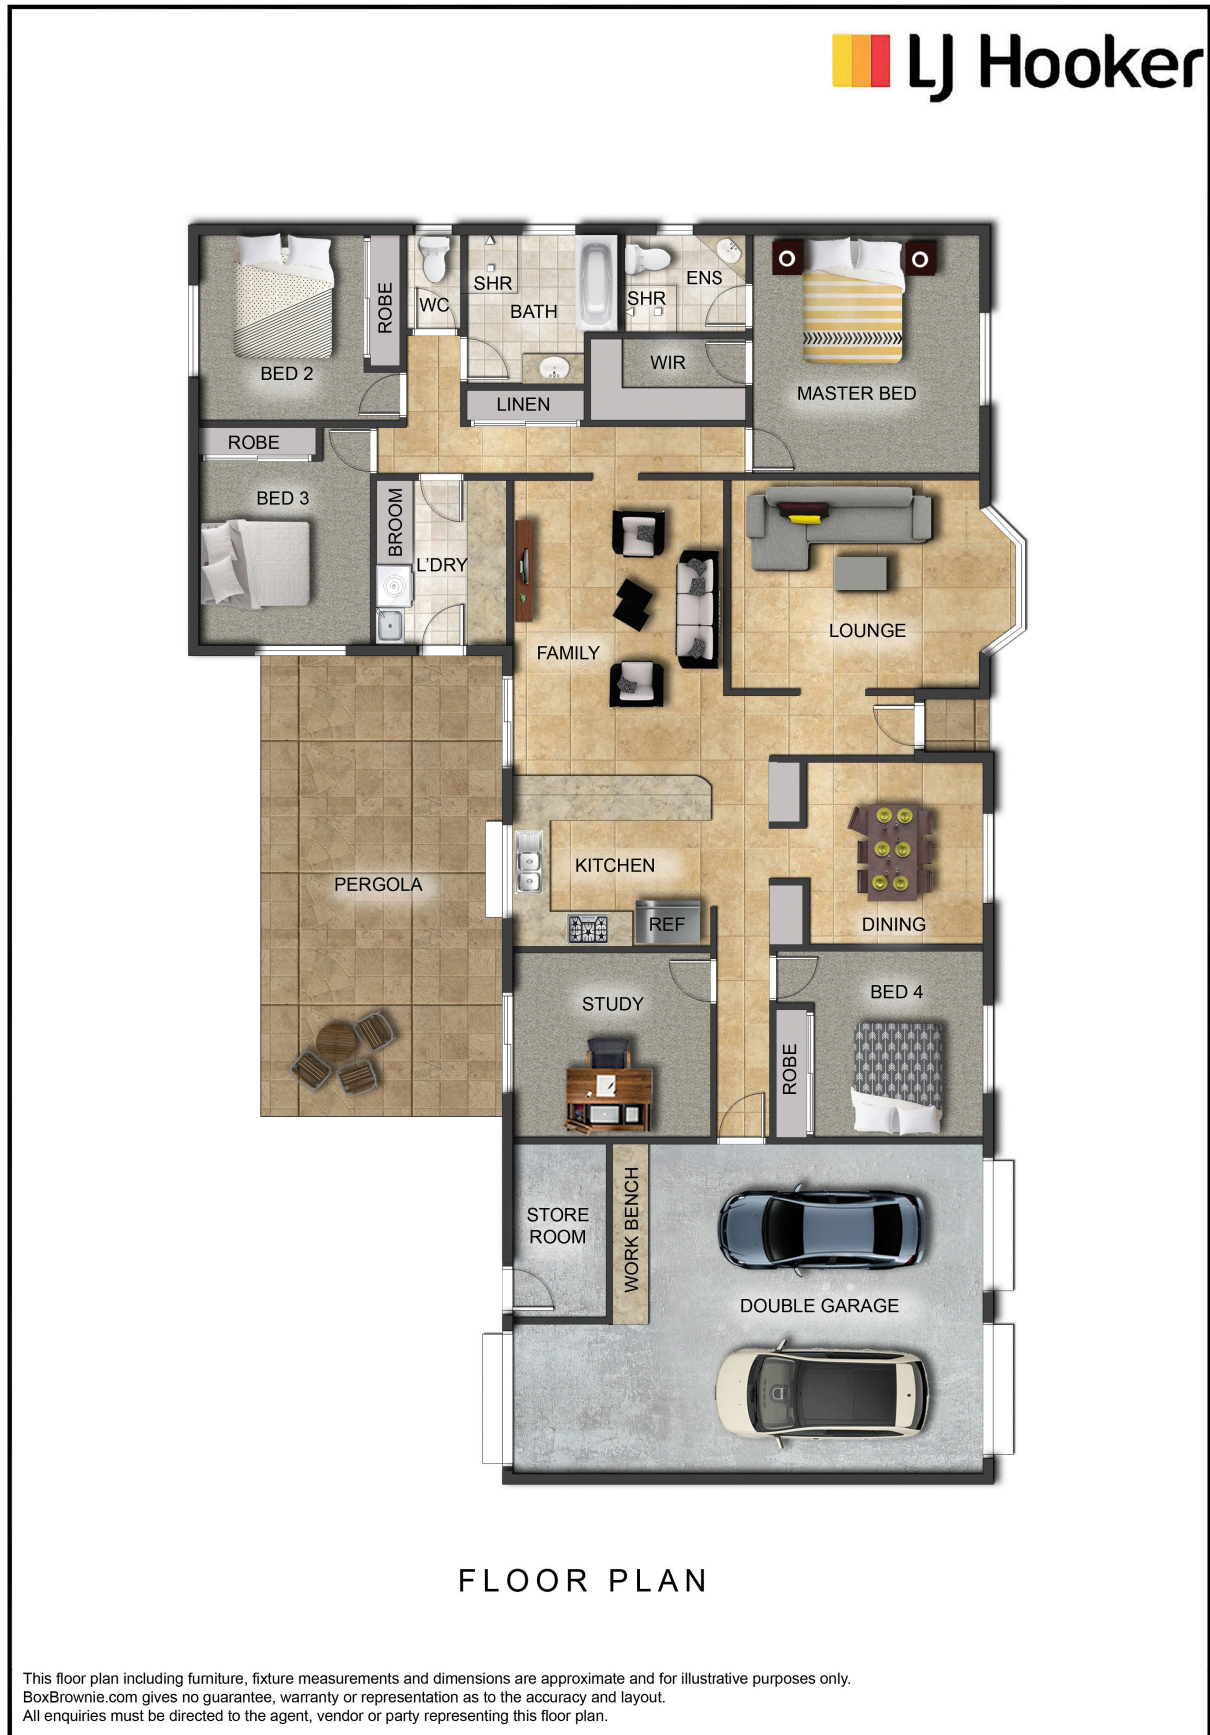 LJ Hooker
SHR
ENS
WC
BATH
SHR
ROBE
WIR
BED 2
MASTER BED
LINEN
ROBE
BED 3
BROOM
L'DRY
LOUNGE
FAMILY
KITCHEN
PERGOLA
REF
DINING
STUDY
BED 4
ROBE
STORE
ROOM
WORK BENCH
DOUBLE GARAGE
FLOOR PLAN
This floor plan including furniture, fixture measurements and dimensions are approximate and for illustrative purposes only.
BoxBrownie.com gives no guarantee, warranty or representation as to the accuracy and layout.
All enquiries must be directed to the agent, vendor or party representing this floor plan.